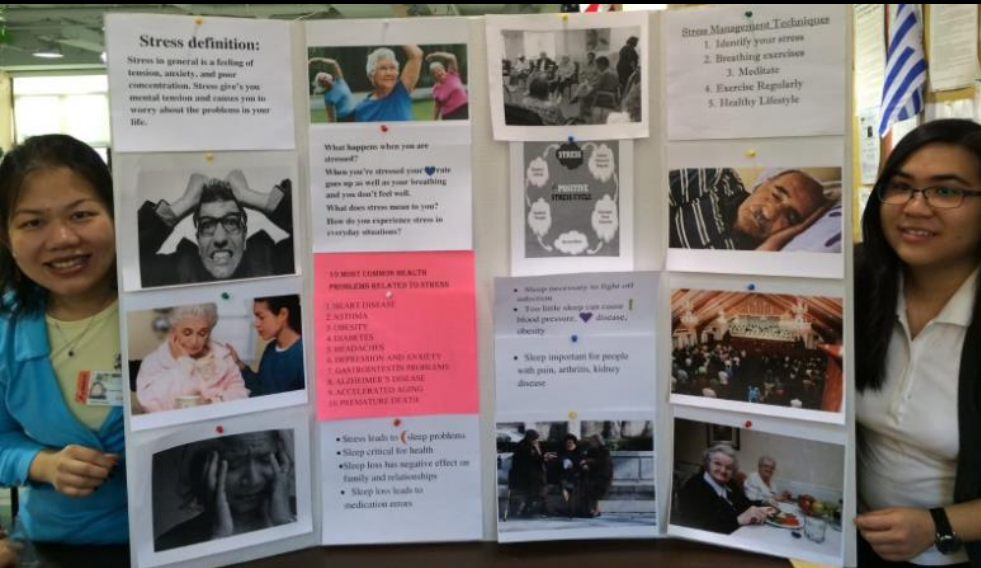 Stress definition:
Stress in general is a feeling of
tension, anxiety, and poor
concentration. Stress give's you
mental tension and causes you to
worry about the problems in your
life.
What happens when you are
stressed?
When you're stressed your rate
goes up as well as your breathing
and you don't feel well.
What does stress mean to you?
How do you experience stress in
everyday situations?
10 MOST COMMON HEALTH
PROBLEMS RELATED TO STRESS
1. HEART DISEASE
2. ASTHMA
3. OBESITY
4. DIABETES
5. HEADACHES
6. DEPRESSION AND ANXIETY
7. GASTROINTESTIN PROBLEMS
8. ALZHEIMER'S DISEASE
9. ACCELERATED AGING
10. PREMATURE DEATH
• Stress leads to sleep problems
• Sleep critical for health
• Sleep loss has negative effect on
family and relationships
• Sleep loss leads to
medication errors
STRESS
POSITIVE
STRESS CYCLE
• Sleep necessary to fight off
infection
• Too little sleep can cause
blood pressure, disease,
obesity
• Sleep important for people
with pain, arthritis, kidney
disease
Stress Management Techniques
1. Identify your stress
2. Breathing exercises
3. Meditate
4. Exercise Regularly
5. Healthy Lifestyle